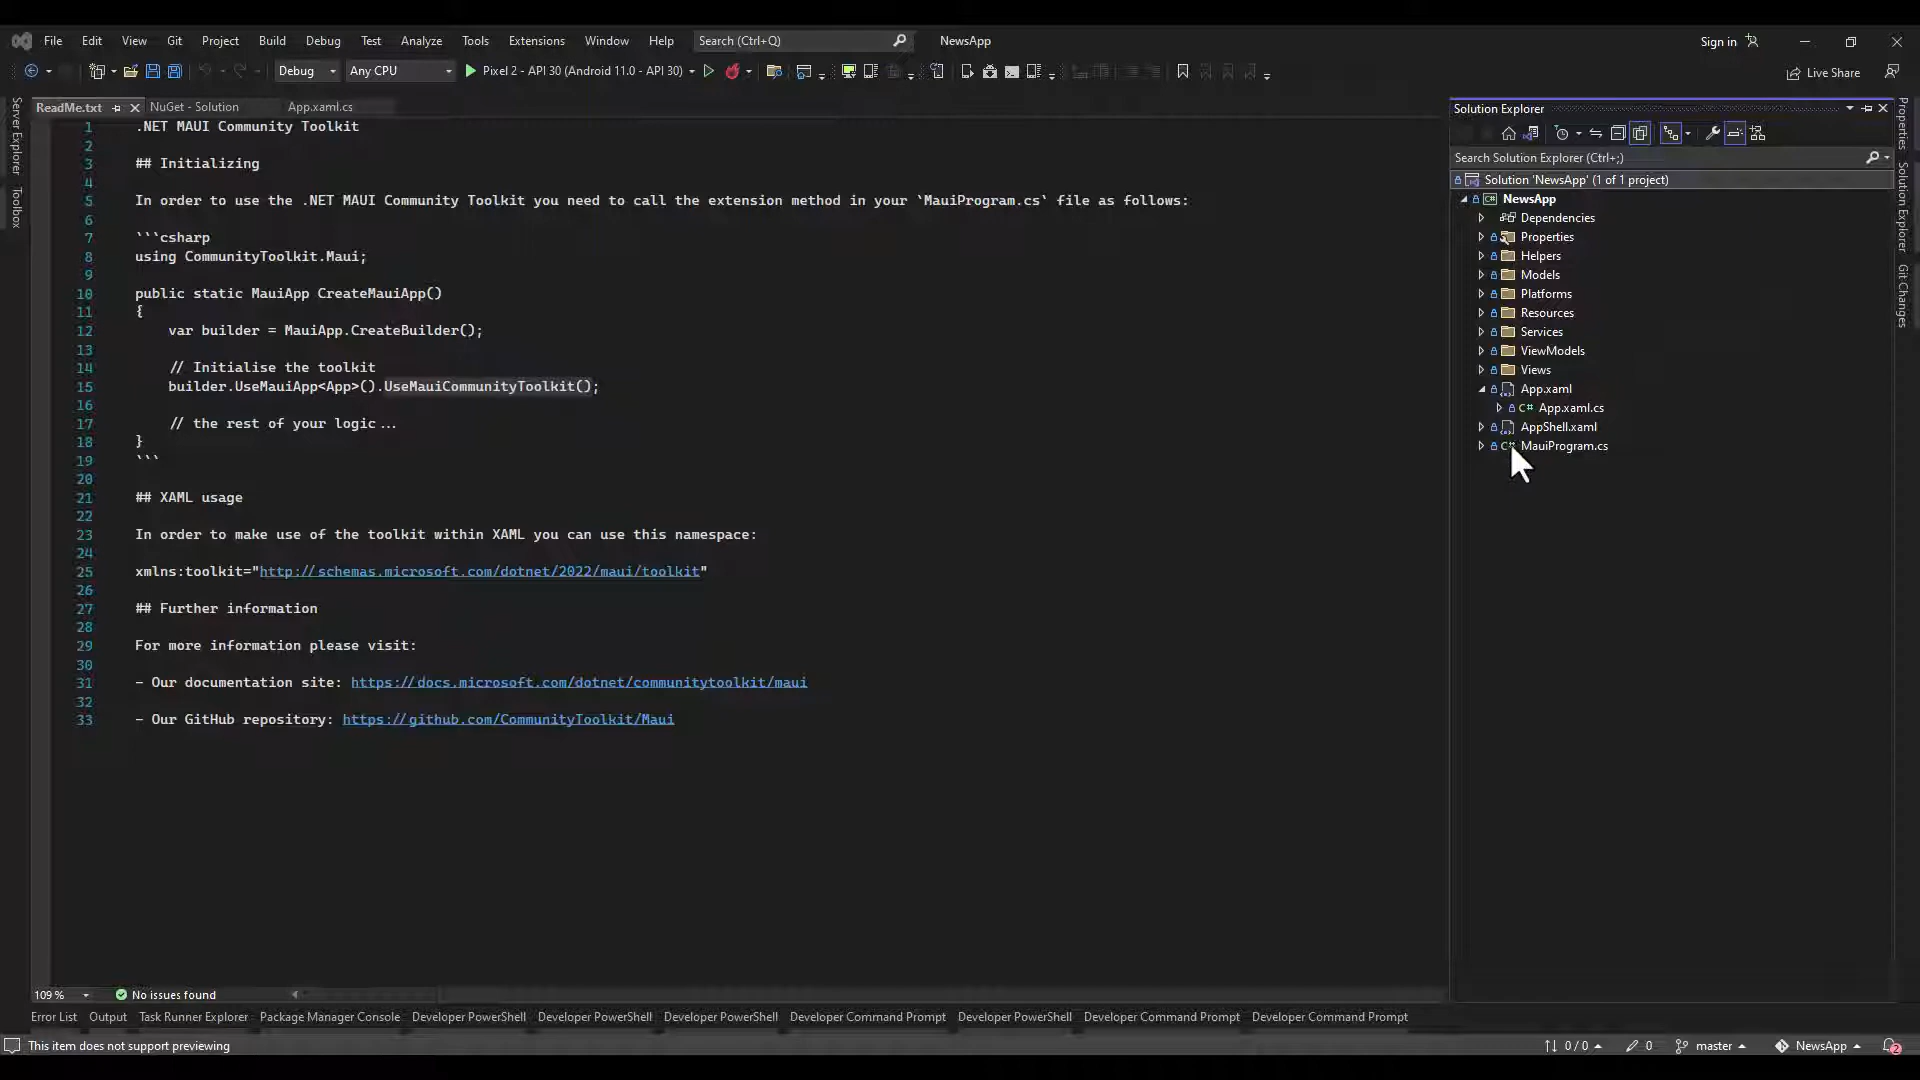 File Edit View Git Project Build Debug Test Analyze Tools Extensions Window Help Search (Ctrl+Q) NewsApp Sign in
Debug Any CPU Pixel 2 - API 30 (Android 11.0 - API 30) Live Share
ReadMe.txt NuGet - Solution App.xaml.cs
Server Explorer
Toolbox
1 .NET MAUI Community Toolkit
2
3 ## Initializing
4
5 In order to use the .NET MAUI Community Toolkit you need to call the extension method in your `MauiProgram.cs` file as follows:
6
7 ```csharp
8 using CommunityToolkit.Maui;
9
10 public static MauiApp CreateMauiApp()
11 {
12 var builder = MauiApp.CreateBuilder();
13
14 // Initialise the toolkit
15 builder.UseMauiApp<App>().UseMauiCommunityToolkit();
16
17 // the rest of your logic...
18 }
19 ```
20
21 ## XAML usage
22
23 In order to make use of the toolkit within XAML you can use this namespace:
24
25 xmlns:toolkit="http://schemas.microsoft.com/dotnet/2022/maui/toolkit"
26
27 ## Further information
28
29 For more information please visit:
30
31 - Our documentation site: https://docs.microsoft.com/dotnet/communitytoolkit/maui
32
33 - Our GitHub repository: https://github.com/CommunityToolkit/Maui
Solution Explorer
Search Solution Explorer (Ctrl+;)
Solution 'NewsApp' (1 of 1 project)
C# NewsApp
Dependencies
Properties
Helpers
Models
Platforms
Resources
Services
ViewModels
Views
App.xaml
C# App.xaml.cs
AppShell.xaml
C# MauiProgram.cs
Properties
Solution Explorer
Git Changes
109 % No issues found
Error List Output Task Runner Explorer Package Manager Console Developer PowerShell Developer PowerShell Developer PowerShell Developer Command Prompt Developer PowerShell Developer Command Prompt Developer Command Prompt
This item does not support previewing 0 / 0 0 master NewsApp 2